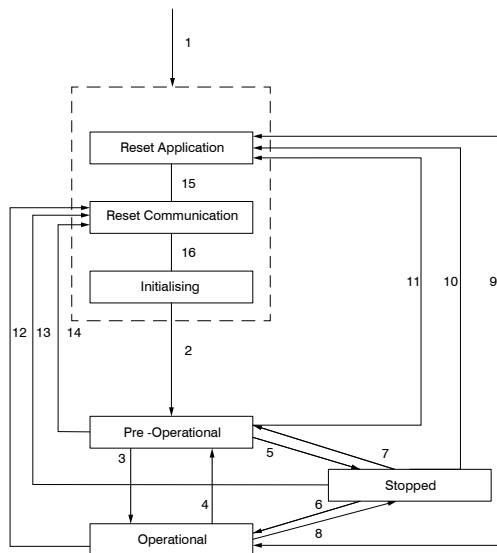 1
Reset Application
15
Reset Communication
16
Initialising
11
10
9
12
13
14
2
Pre -Operational
3
5
7
Stopped
4
6
8
Operational